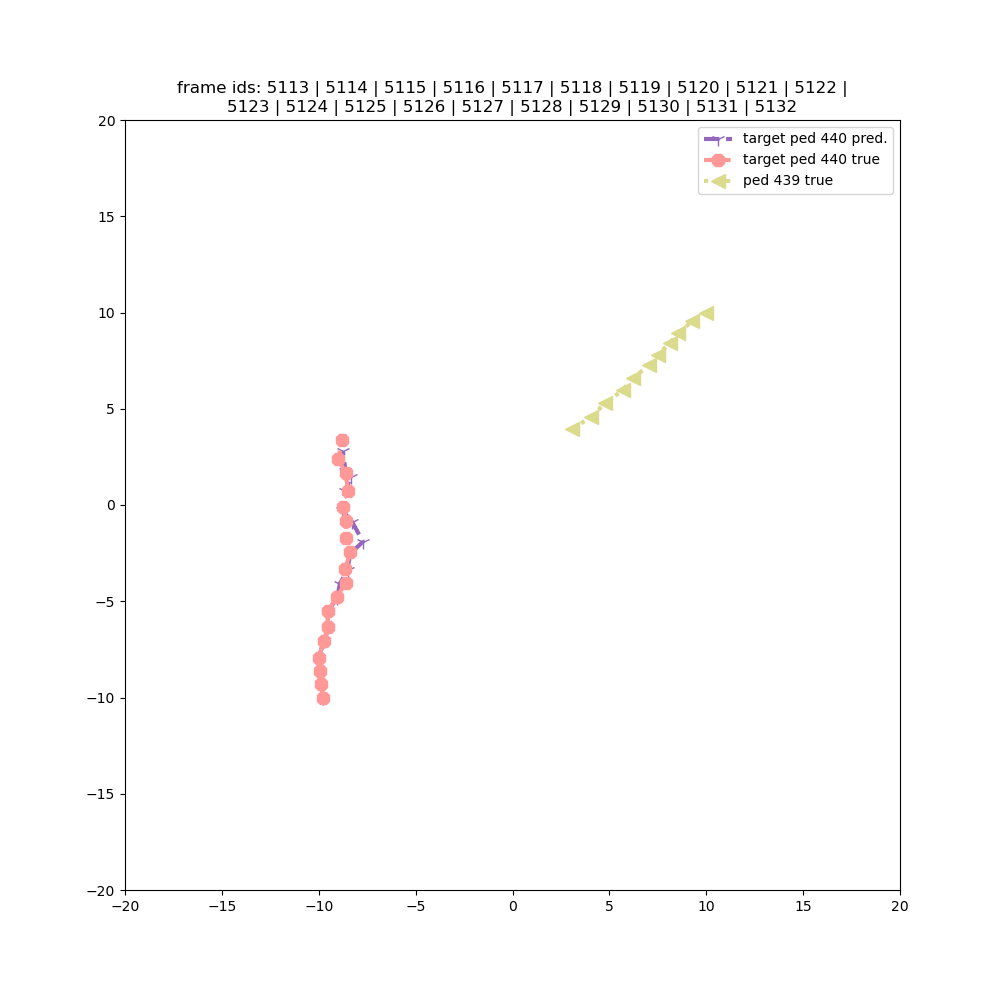 frame ids: 5113 | 5114 | 5115 | 5116 | 5117 | 5118 | 5119 | 5120 | 5121 | 5122 |
5123 | 5124 | 5125 | 5126 | 5127 | 5128 | 5129 | 5130 | 5131 | 5132
target ped 440 pred.
target ped 440 true
ped 439 true
20
15
10
5
0
−5
−10
−15
−20
−20 −15 −10 −5 0 5 10 15 20